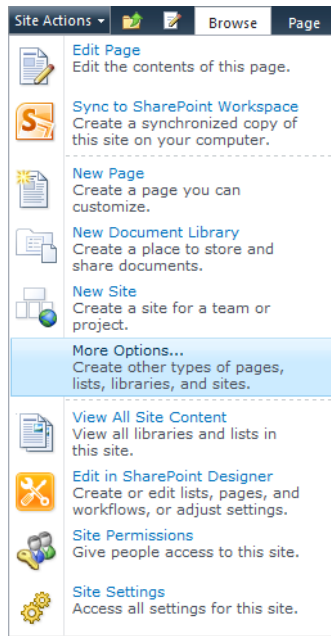 Site Actions Browse Page
Edit Page
Edit the contents of this page.
Sync to SharePoint Workspace
Create a synchronized copy of
this site on your computer.
New Page
Create a page you can
customize.
New Document Library
Create a place to store and
share documents.
New Site
Create a site for a team or
project.
More Options...
Create other types of pages,
lists, libraries, and sites.
View All Site Content
View all libraries and lists in
this site.
Edit in SharePoint Designer
Create or edit lists, pages, and
workflows, or adjust settings.
Site Permissions
Give people access to this site.
Site Settings
Access all settings for this site.